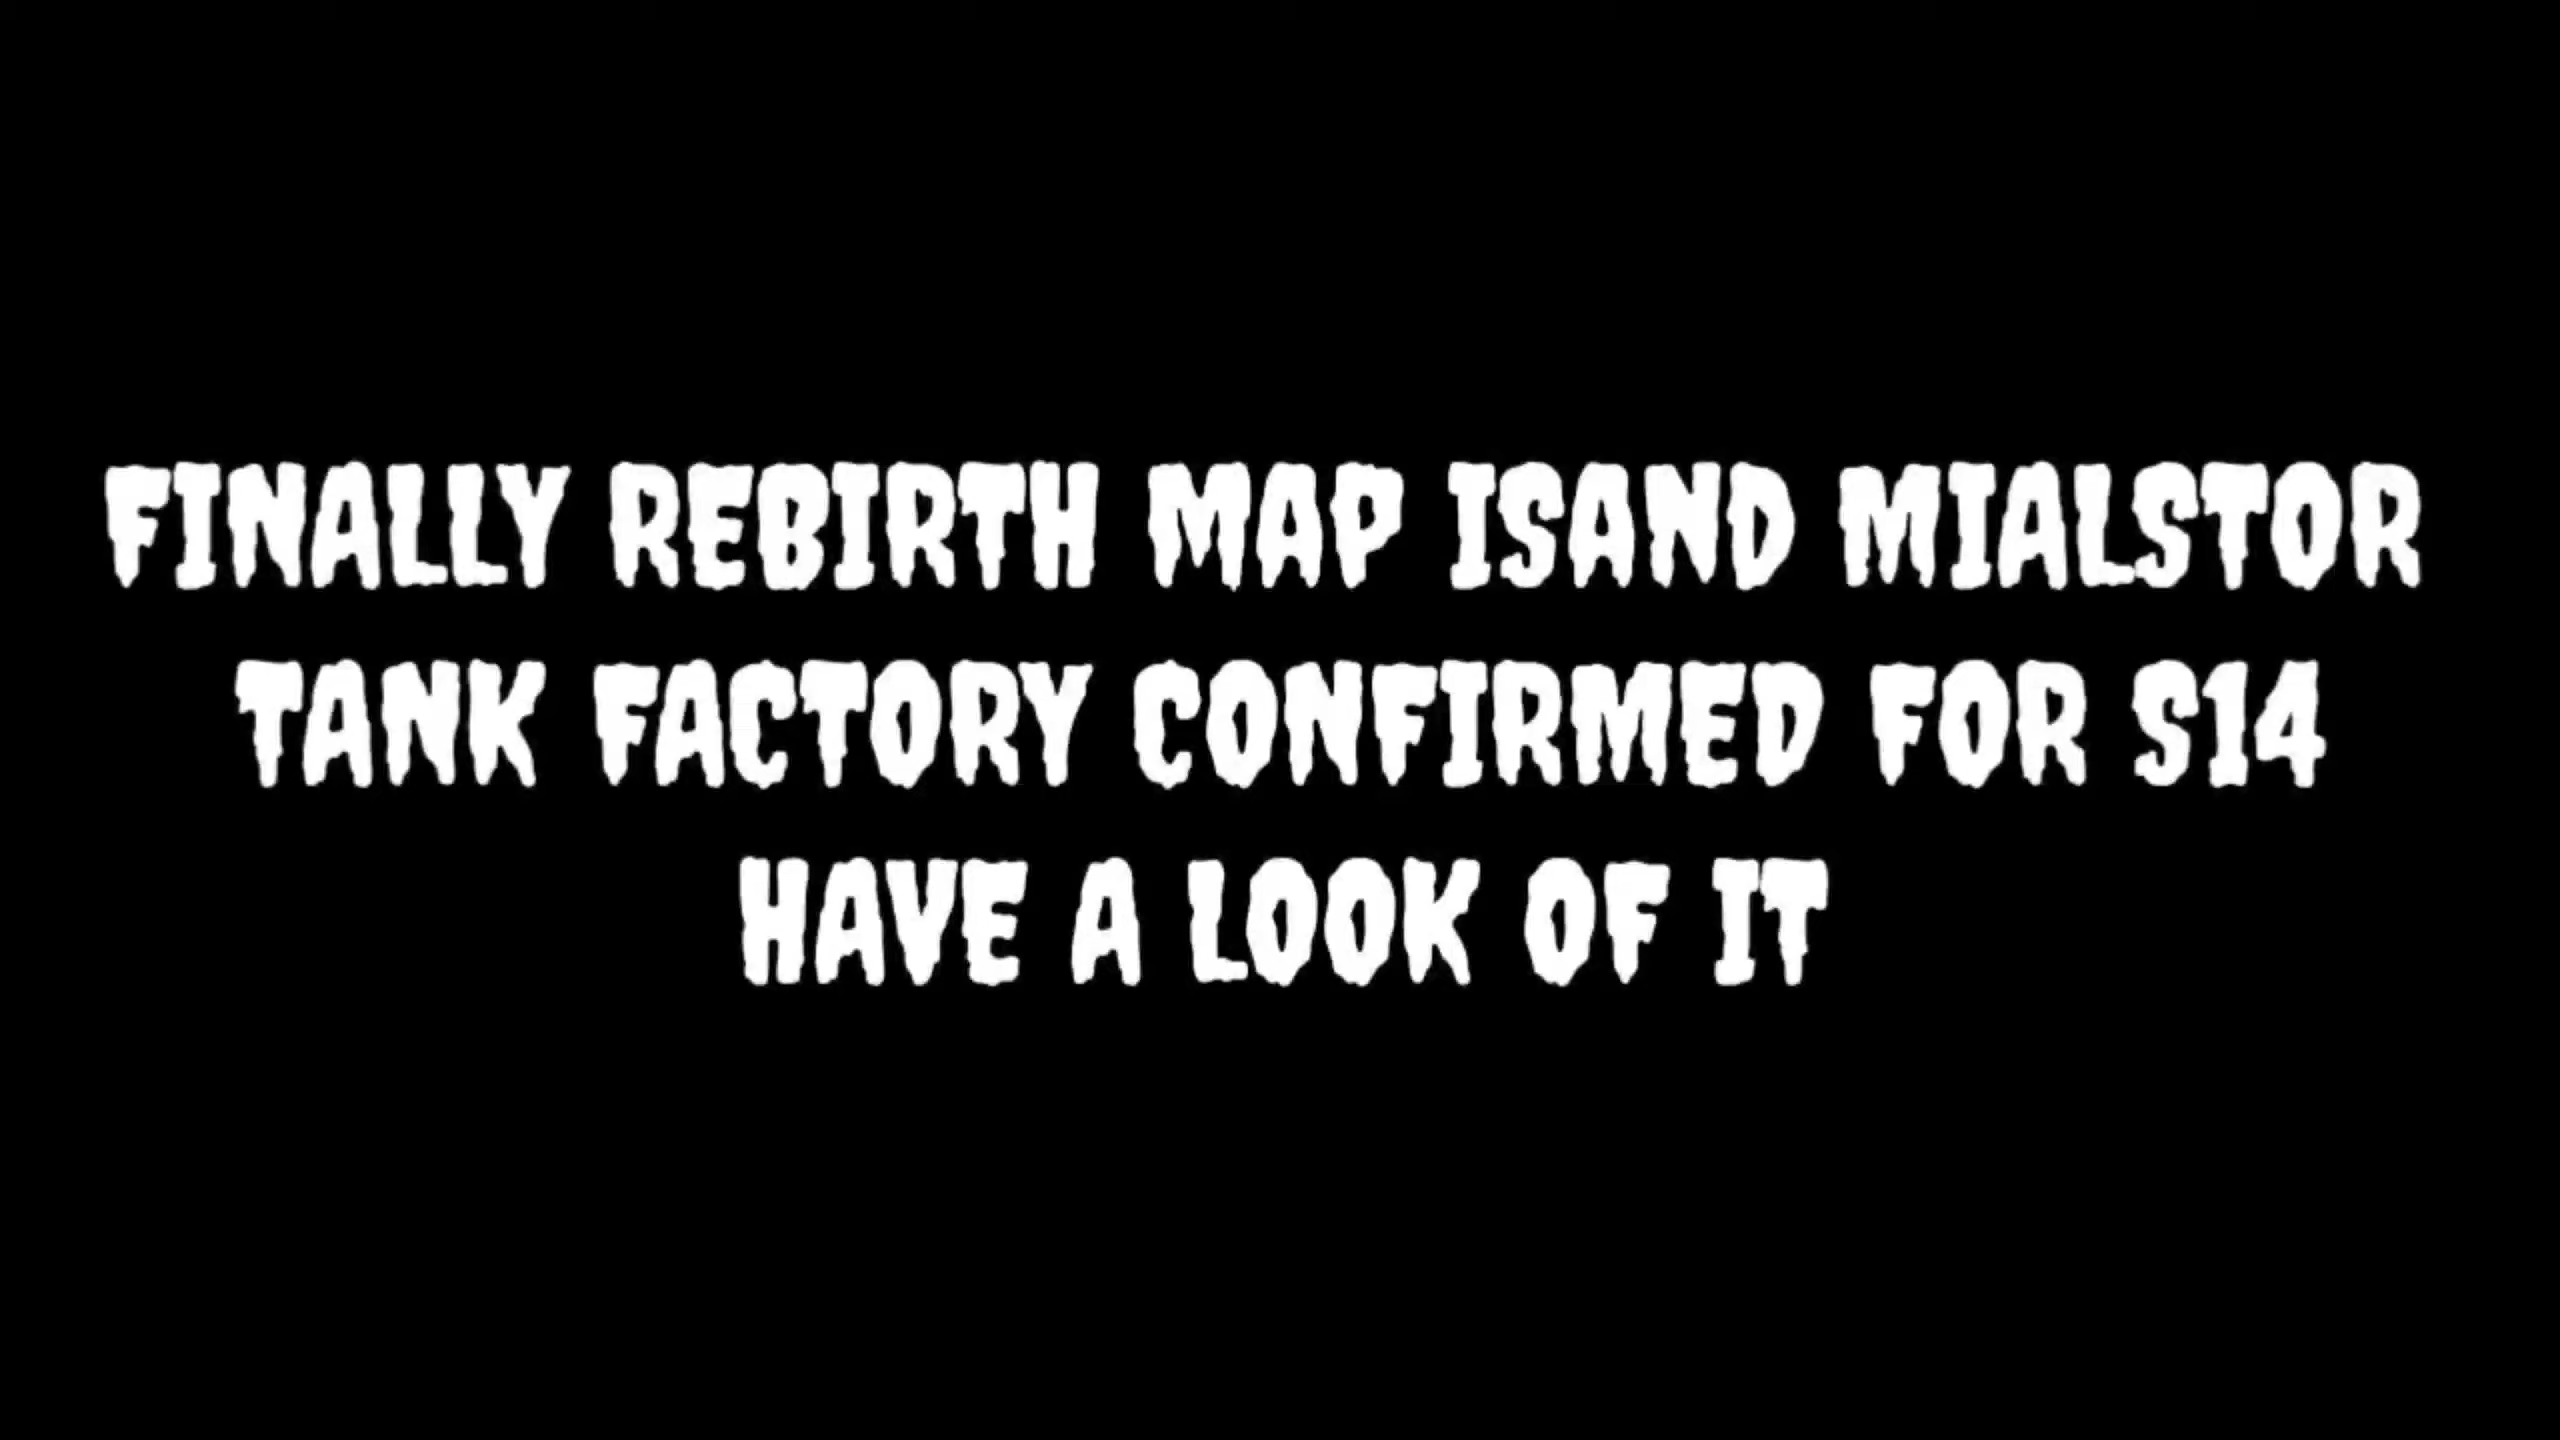 FINALLY REBIRTH MAP ISAND MIALSTOR
TANK FACTORY CONFIRMED FOR S14
HAVE A LOOK OF IT